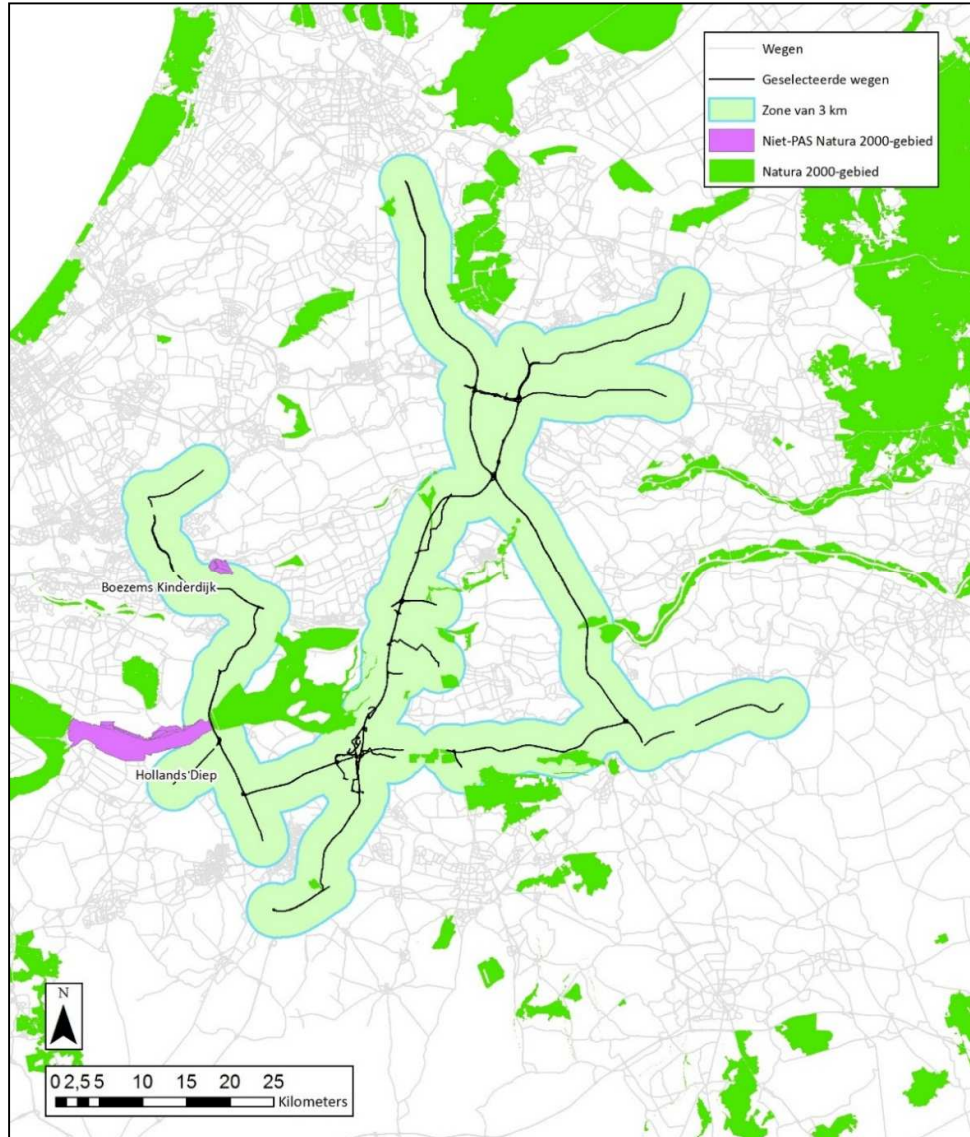 Wegen
Geselecteerde wegen
Zone van 3 km
Niet-PAS Natura 2000-gebied
Natura 2000-gebied
Boezems Kinderdijk
Hollands Diep
N
0 2,5 5 10 15 20 25
Kilometers